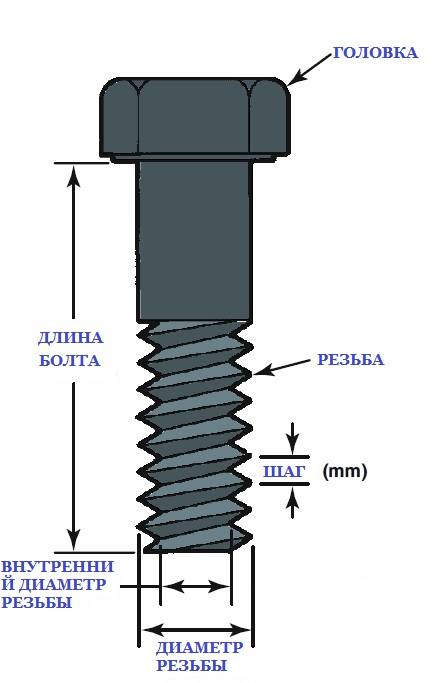 ГОЛОВКА
ДЛИНА
БОЛТА
РЕЗЬБА
ШАГ (mm)
ВНУТРЕННИ
Й ДИАМЕТР
РЕЗЬБЫ
ДИАМЕТР
РЕЗЬБЫ